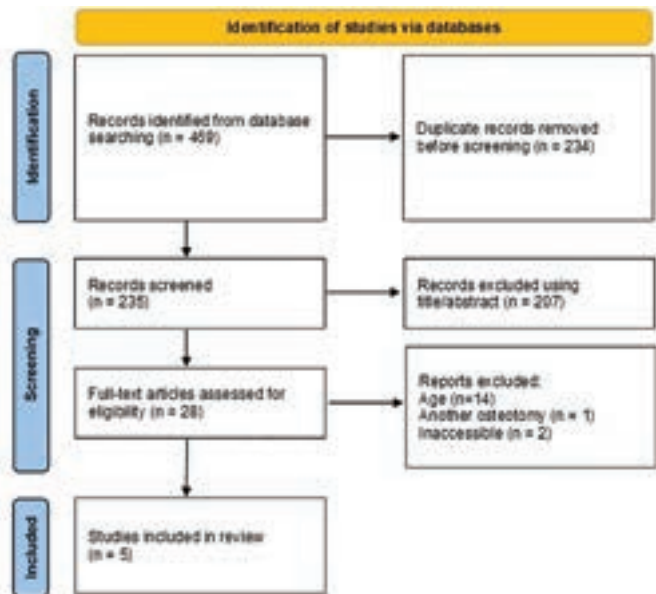 Identification of studies via databases
Identification
Records identified from database
searching (n = 469)
Duplicate records removed
before screening (n = 234)
Screening
Records screened
(n = 235)
Records excluded using
title/abstract (n = 207)
Full-text articles assessed for
eligibility (n = 28)
Reports excluded:
Age (n=14)
Another osteotomy (n = 1)
Inaccessible (n = 2)
Included
Studies included in review
(n = 5)